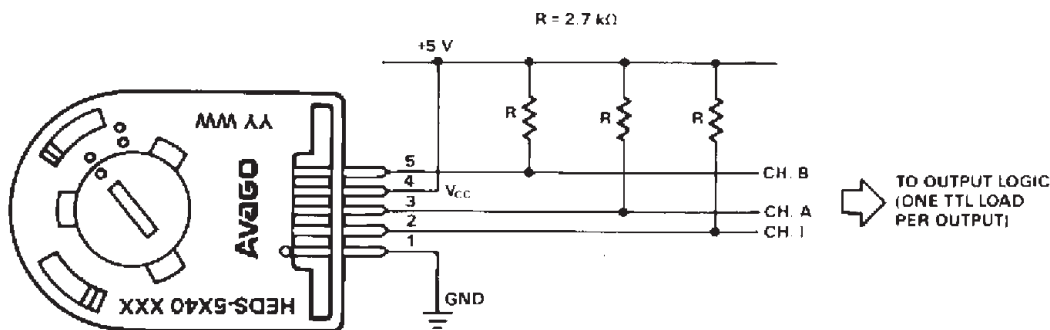 R = 2.7 kΩ
+5 V
R
R
R
YY WW
AVAGO
HEDS-5X40 XXX
5
4
3
2
1
VCC
GND
CH. B
CH. A
CH. I
TO OUTPUT LOGIC
(ONE TTL LOAD
PER OUTPUT)